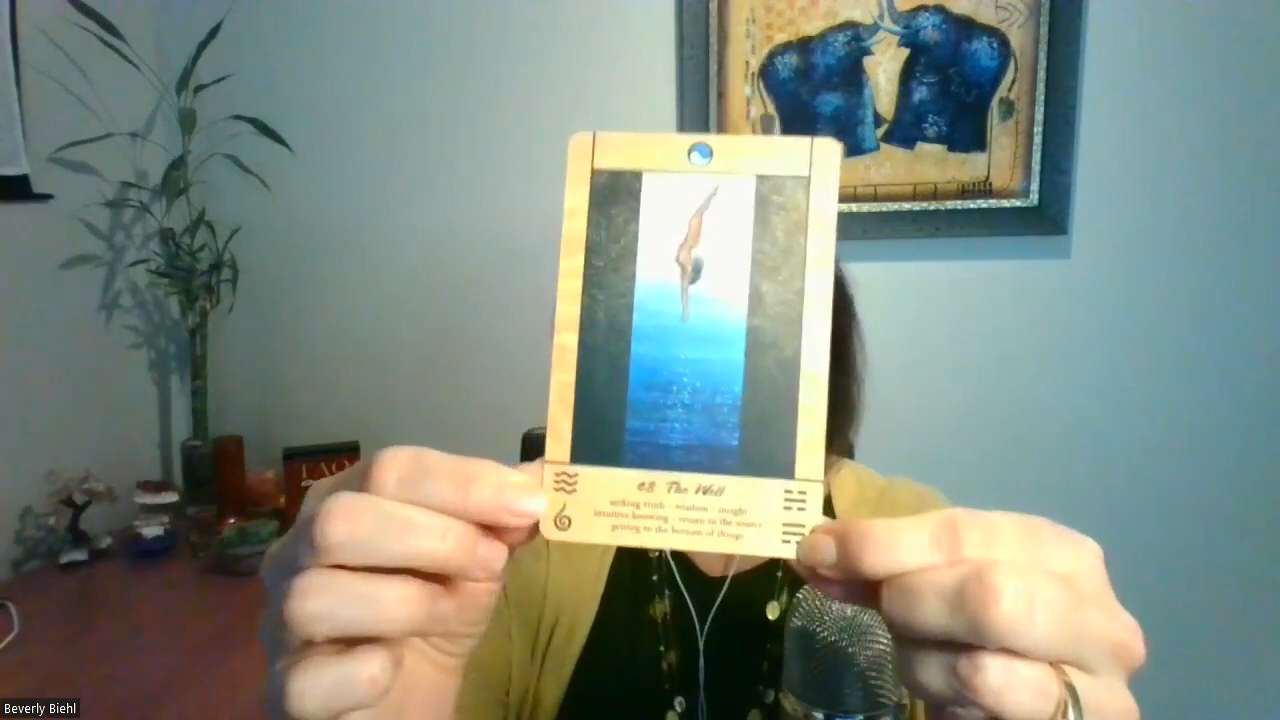 TAO
48 The Well
seeking truth - wisdom - insight
intuitive knowing - return to the source
getting to the bottom of things
Beverly Biehl